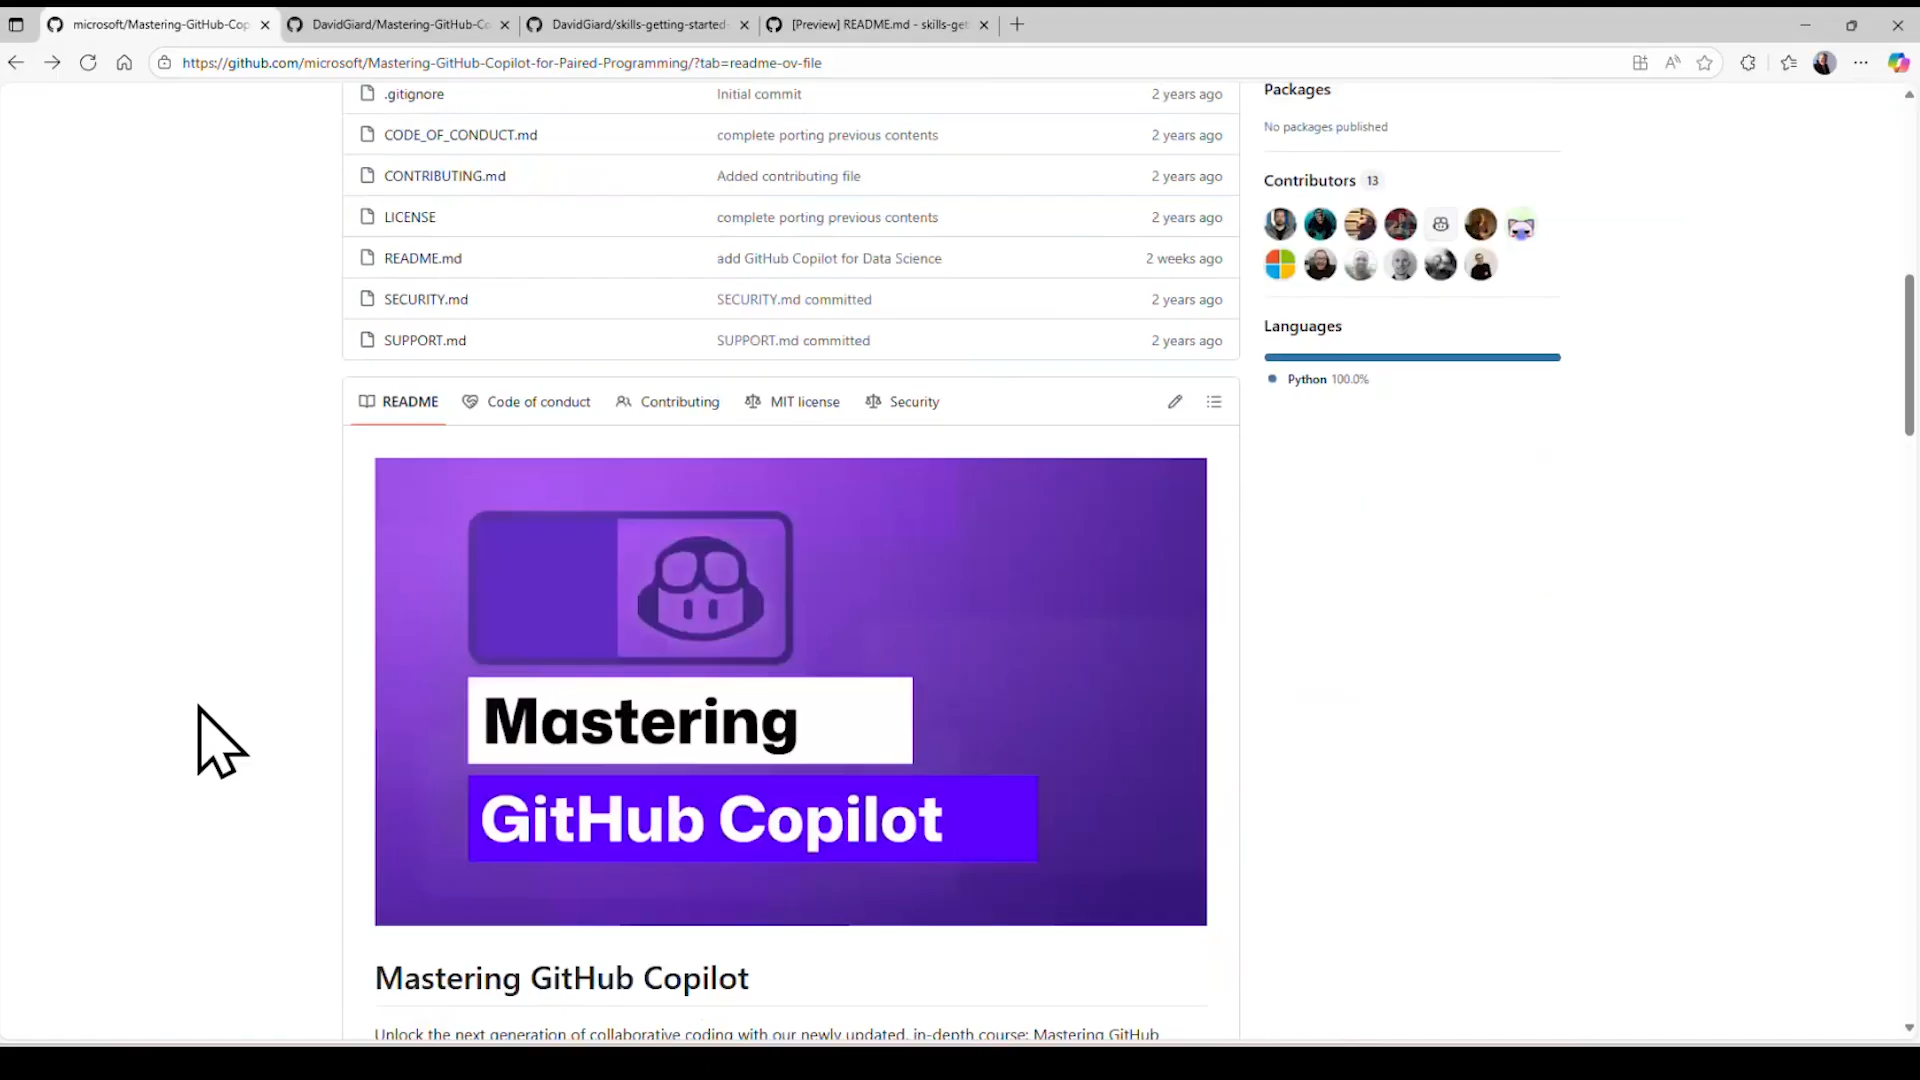 microsoft/Mastering-GitHub-Cop
DavidGiard/Mastering-GitHub-Co
DavidGiard/skills-getting-started-
[Preview] README.md - skills-get
https://github.com/microsoft/Mastering-GitHub-Copilot-for-Paired-Programming/?tab=readme-ov-file
.gitignore Initial commit 2 years ago
CODE_OF_CONDUCT.md complete porting previous contents 2 years ago
CONTRIBUTING.md Added contributing file 2 years ago
LICENSE complete porting previous contents 2 years ago
README.md add GitHub Copilot for Data Science 2 weeks ago
SECURITY.md SECURITY.md committed 2 years ago
SUPPORT.md SUPPORT.md committed 2 years ago
Packages
No packages published
Contributors 13
Languages
Python 100.0%
README Code of conduct Contributing MIT license Security
Mastering
GitHub Copilot
Mastering GitHub Copilot
Unlock the next generation of collaborative coding with our newly updated, in-depth course: Mastering GitHub